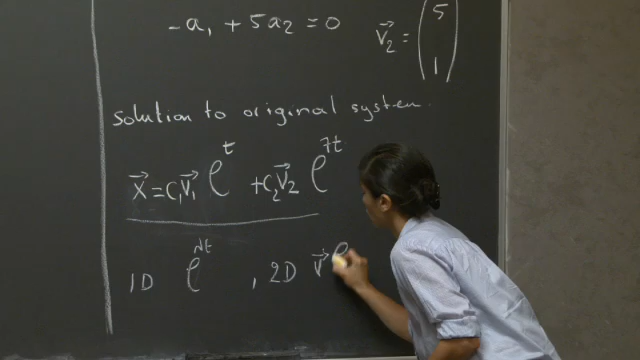 -a₁ + 5a₂ = 0
v⃗₂ = (5 1)
solution to original system.
x⃗ = c₁v⃗₁ e^t + c₂v⃗₂ e^7t
1D e^λt , 2D v⃗ e